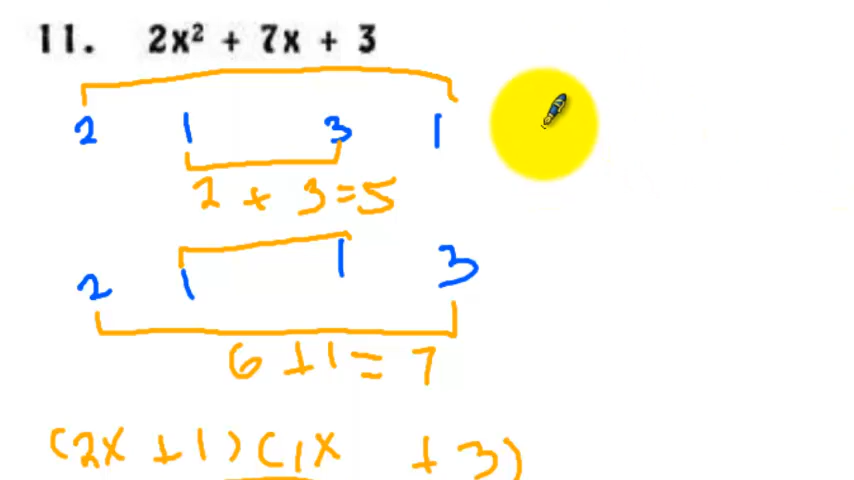 11. 2x² + 7x + 3
2 1 3 1
2 + 3 = 5
2 1 1 3
6 + 1 = 7
(2x + 1)(1x + 3)